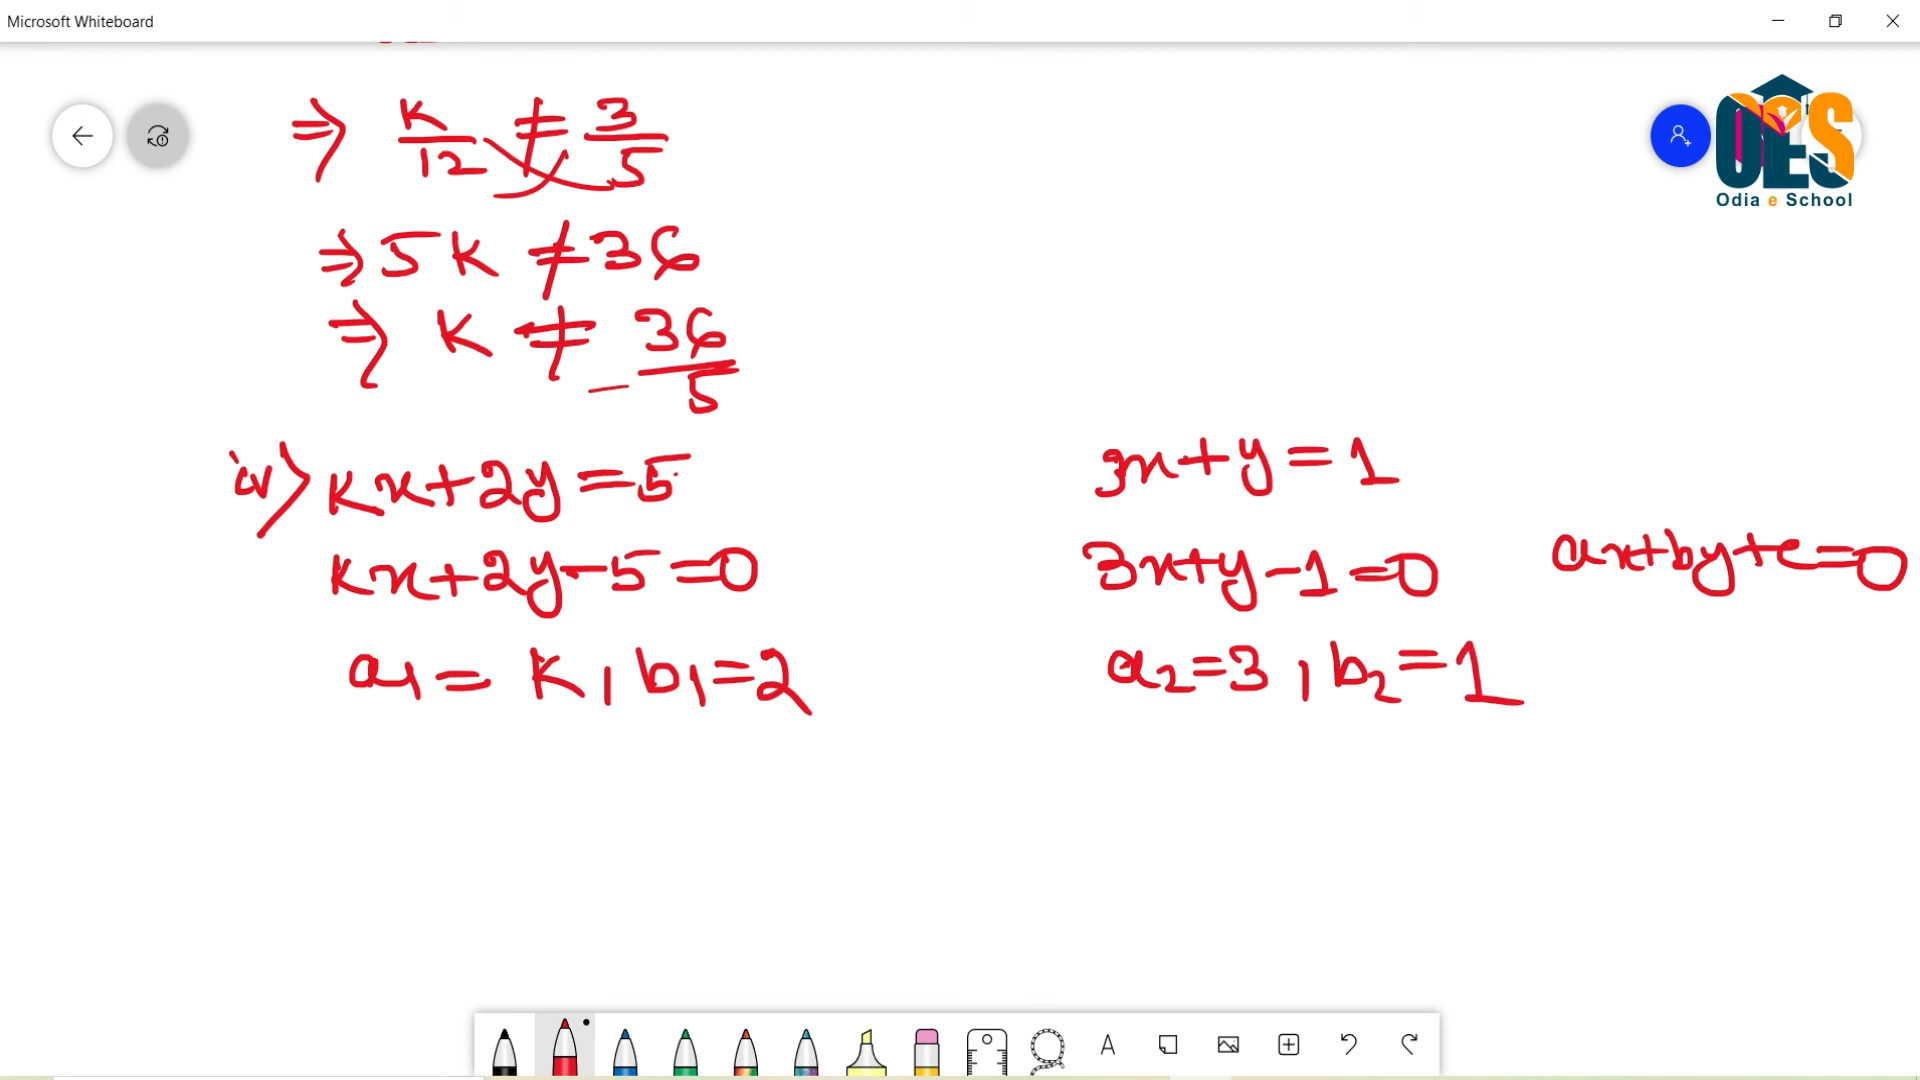 Microsoft Whiteboard
⇒ K/12 ≠ 3/5
⇒ 5K ≠ 36
⇒ K ≠ 36/5
iv) Kx+2y=5
3x+y=1
Kx+2y-5=0
3x+y-1=0
ax+by+c=0
a1 = K, b1=2
a2=3, b2=1
OES
Odia e School